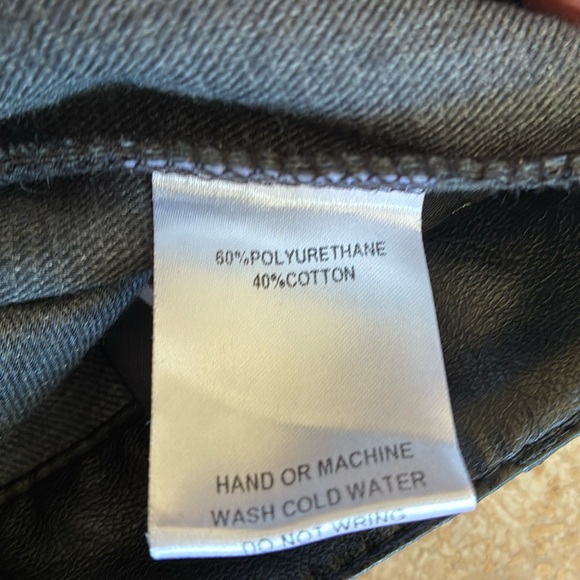 60%POLYURETHANE
40%COTTON
HAND OR MACHINE
WASH COLD WATER
DO NOT WRING